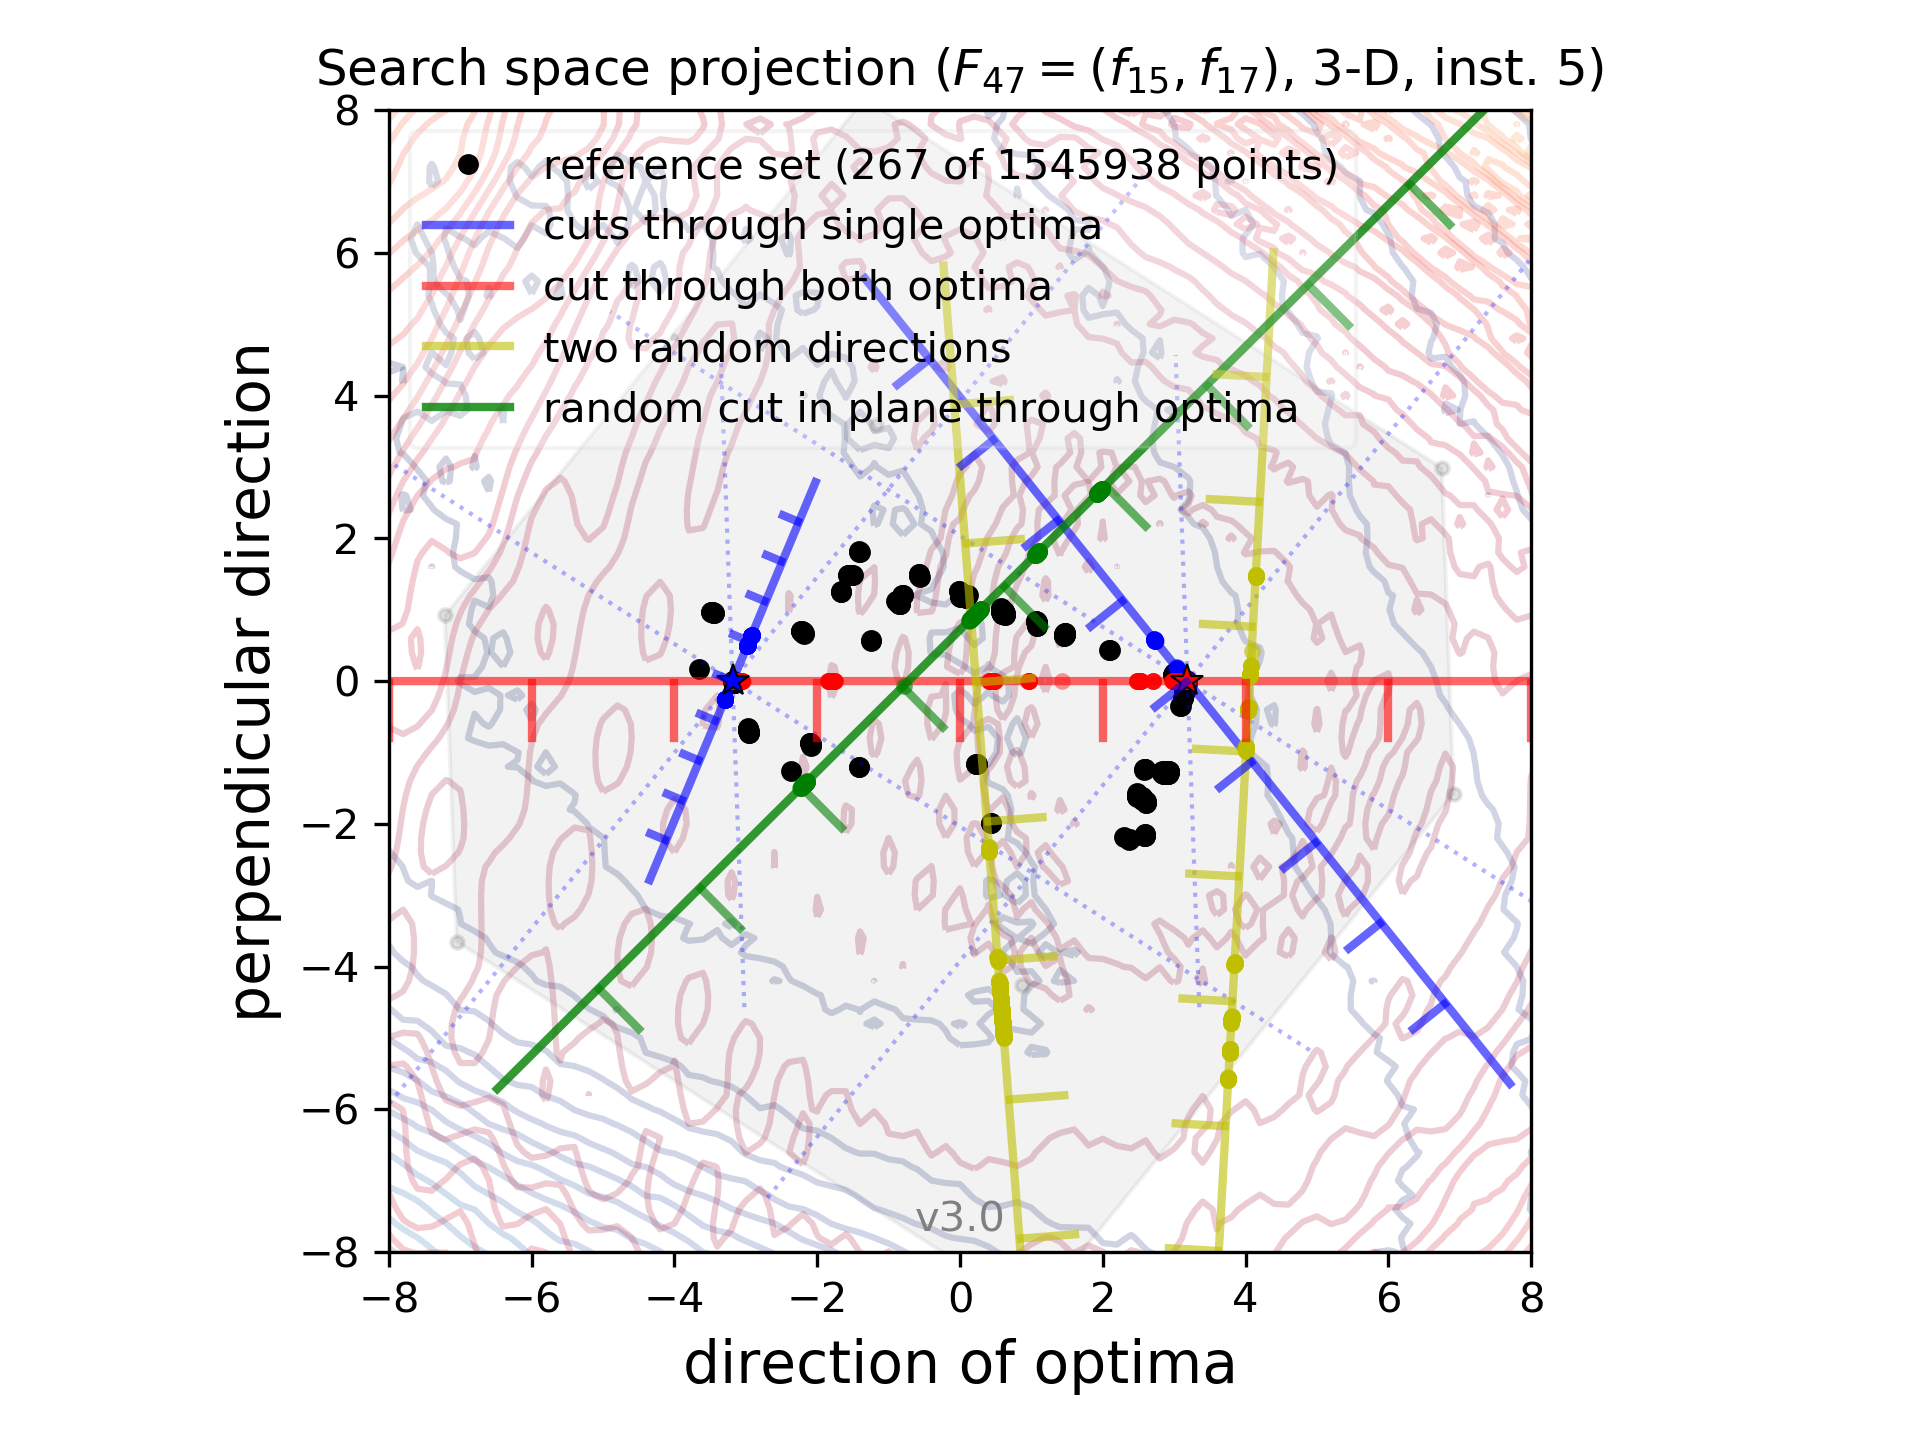 Search space projection (F47 = (f15, f17), 3-D, inst. 5)
reference set (267 of 1545938 points)
cuts through single optima
cut through both optima
two random directions
random cut in plane through optima
8
6
4
2
0
−2
−4
−6
−8
perpendicular direction
v3.0
−8 −6 −4 −2 0 2 4 6 8
direction of optima